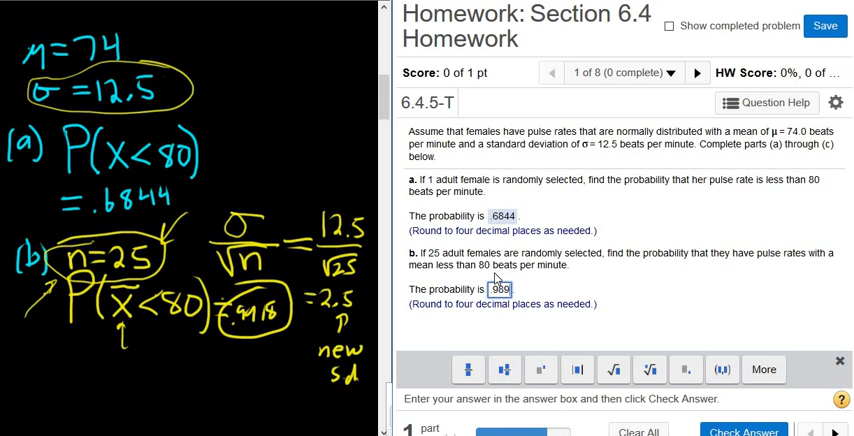 μ = 74
σ = 12.5
(a) P(x < 80)
= .6844
(b) n = 25
σ/√n = 12.5/√25
= 2.5
new
sd
P(x̄ < 80) = .9918
Homework: Section 6.4
Homework
Show completed problem
Save
Score: 0 of 1 pt
1 of 8 (0 complete)
HW Score: 0%, 0 of ...
6.4.5-T
Question Help
Assume that females have pulse rates that are normally distributed with a mean of μ = 74.0 beats
per minute and a standard deviation of σ = 12.5 beats per minute. Complete parts (a) through (c)
below.
a. If 1 adult female is randomly selected, find the probability that her pulse rate is less than 80
beats per minute.
The probability is .6844 .
(Round to four decimal places as needed.)
b. If 25 adult females are randomly selected, find the probability that they have pulse rates with a
mean less than 80 beats per minute.
The probability is .989 .
(Round to four decimal places as needed.)
More
Enter your answer in the answer box and then click Check Answer.
?
1 part
Clear All
Check Answer